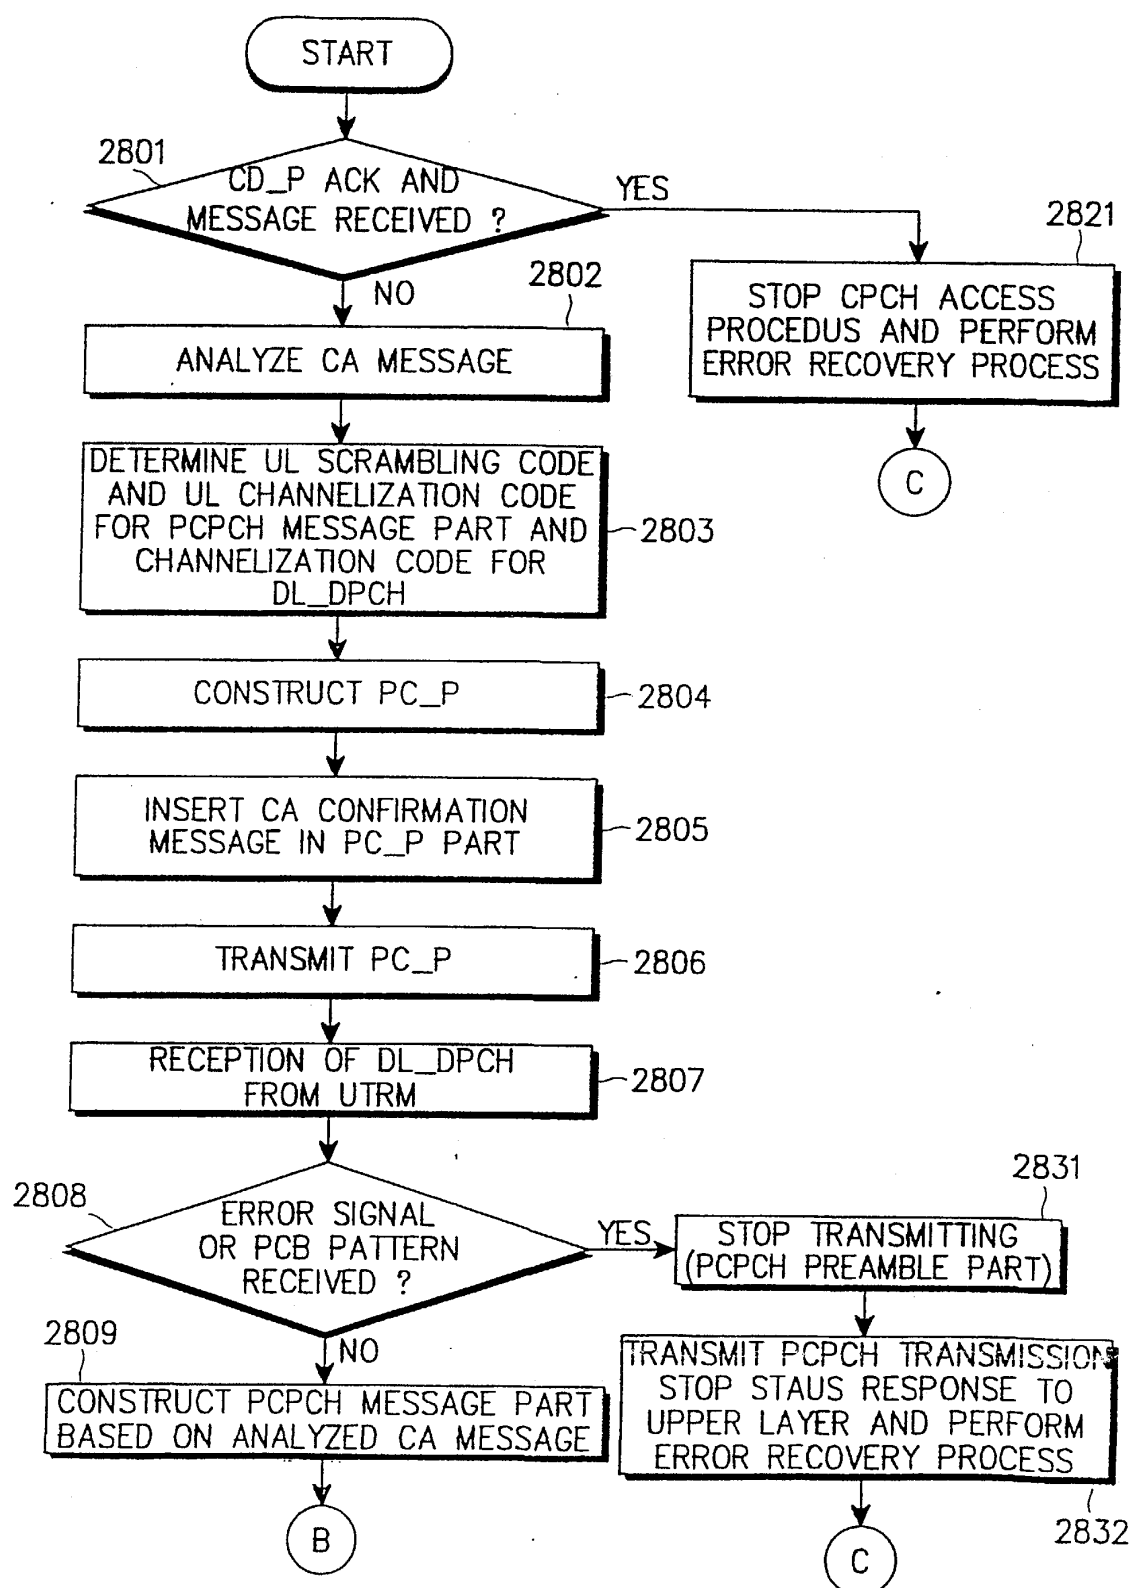 START
2801
CD_P ACK AND
MESSAGE RECEIVED ?
YES
NO
2821
STOP CPCH ACCESS
PROCEDUS AND PERFORM
ERROR RECOVERY PROCESS
C
2802
ANALYZE CA MESSAGE
DETERMINE UL SCRAMBLING CODE
AND UL CHANNELIZATION CODE
FOR PCPCH MESSAGE PART AND
CHANNELIZATION CODE FOR
DL_DPCH
2803
CONSTRUCT PC_P
2804
INSERT CA CONFIRMATION
MESSAGE IN PC_P PART
2805
TRANSMIT PC_P
2806
RECEPTION OF DL_DPCH
FROM UTRM
2807
2808
ERROR SIGNAL
OR PCB PATTERN
RECEIVED ?
YES
NO
2831
STOP TRANSMITTING
(PCPCH PREAMBLE PART)
TRANSMIT PCPCH TRANSMISSION
STOP STAUS RESPONSE TO
UPPER LAYER AND PERFORM
ERROR RECOVERY PROCESS
2832
C
2809
CONSTRUCT PCPCH MESSAGE PART
BASED ON ANALYZED CA MESSAGE
B